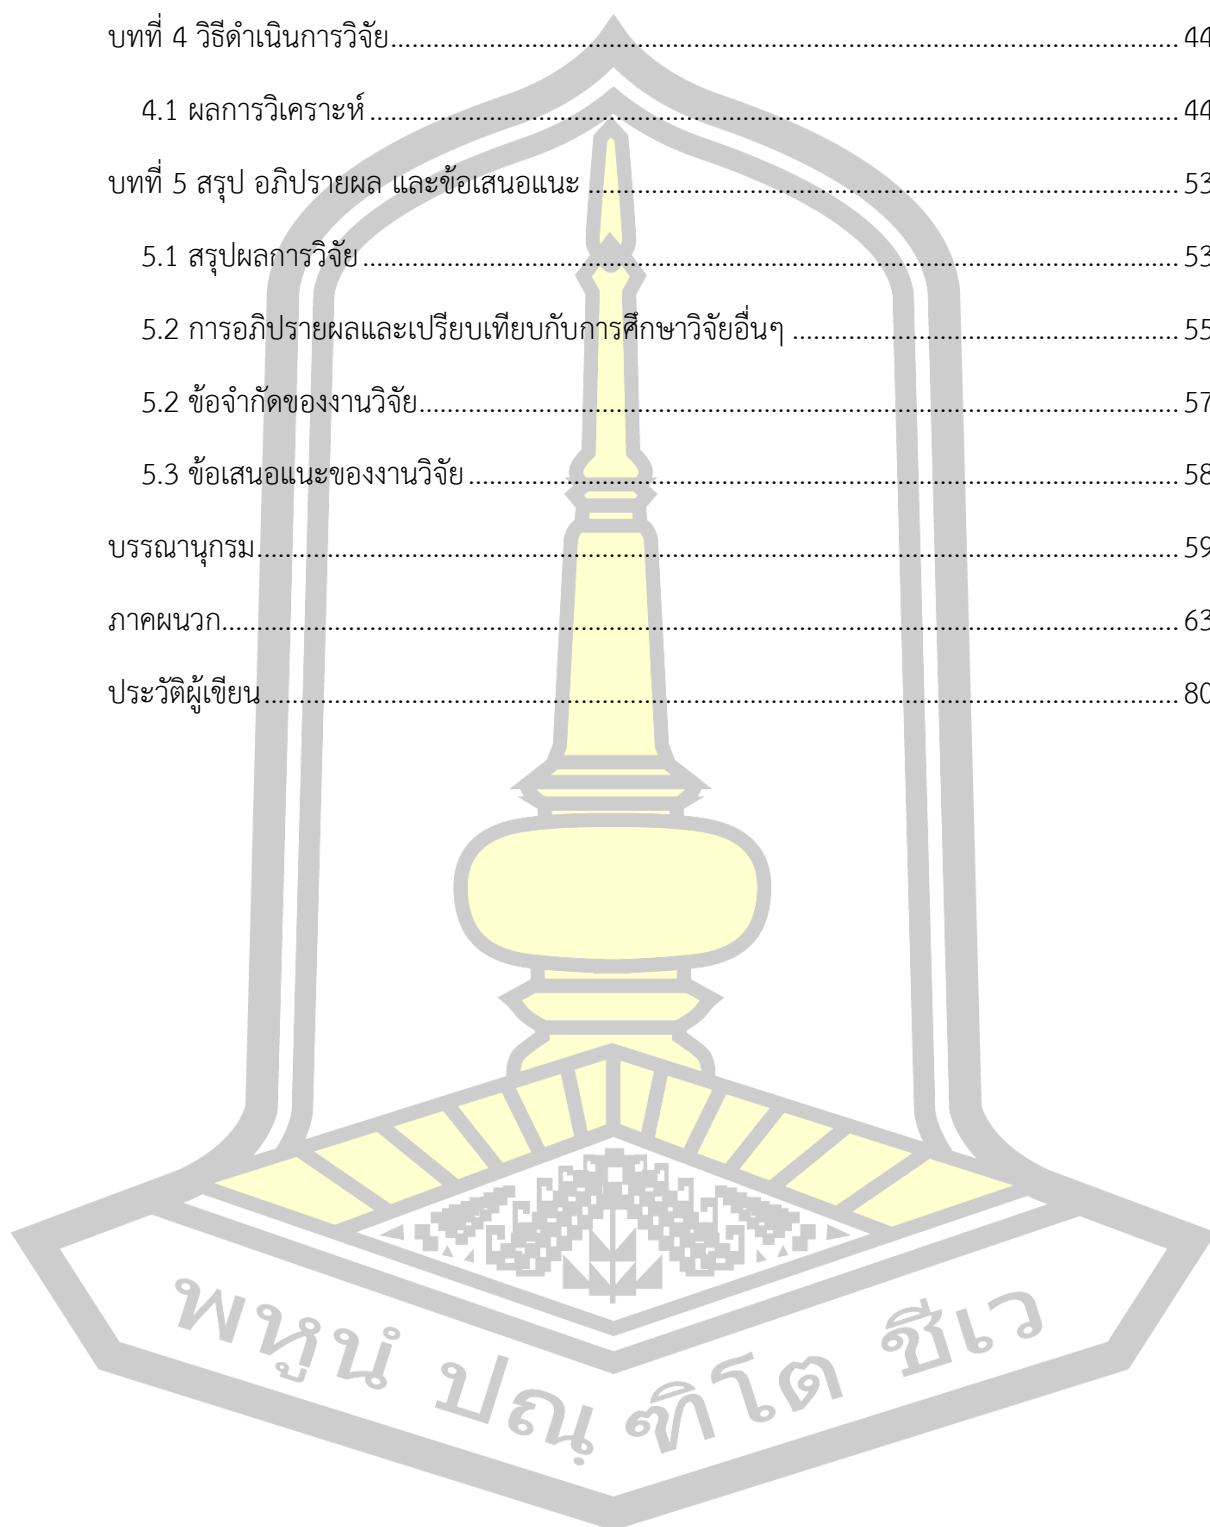 บทที่ 4 วิธีดำเนินการวิจัย 44
4.1 ผลการวิเคราะห์ 44
บทที่ 5 สรุป อภิปรายผล และข้อเสนอแนะ 53
5.1 สรุปผลการวิจัย 53
5.2 การอภิปรายผลและเปรียบเทียบกับการศึกษาวิจัยอื่นๆ 55
5.2 ข้อจำกัดของงานวิจัย 57
5.3 ข้อเสนอแนะของงานวิจัย 58
บรรณานุกรม 59
ภาคผนวก 63
ประวัติผู้เขียน 80
พหูนํ ปณฺฑิโต ชีเว